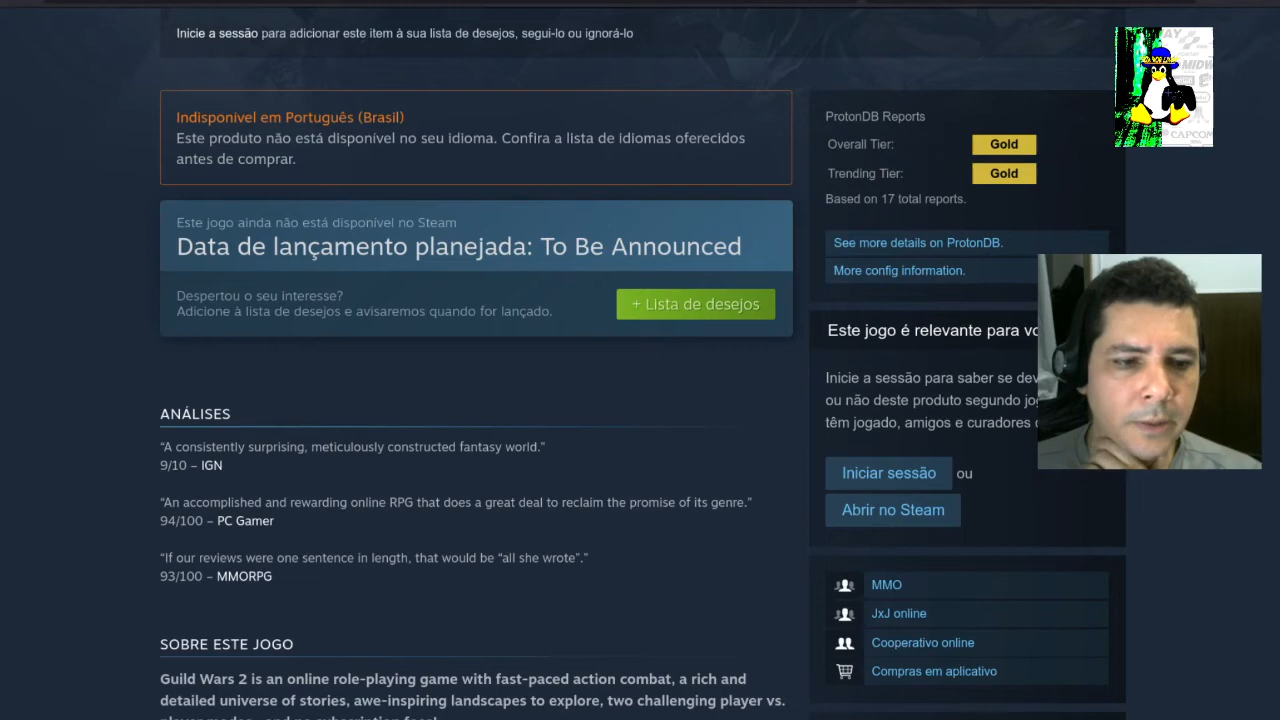 Inicie a sessão para adicionar este item à sua lista de desejos, segui-lo ou ignorá-lo
Indisponível em Português (Brasil)
Este produto não está disponível no seu idioma. Confira a lista de idiomas oferecidos
antes de comprar.
Este jogo ainda não está disponível no Steam
Data de lançamento planejada: To Be Announced
Despertou o seu interesse?
Adicione à lista de desejos e avisaremos quando for lançado.
+ Lista de desejos
ANÁLISES
“A consistently surprising, meticulously constructed fantasy world.”
9/10 – IGN
“An accomplished and rewarding online RPG that does a great deal to reclaim the promise of its genre.”
94/100 – PC Gamer
“If our reviews were one sentence in length, that would be “all she wrote”.”
93/100 – MMORPG
SOBRE ESTE JOGO
Guild Wars 2 is an online role-playing game with fast-paced action combat, a rich and
detailed universe of stories, awe-inspiring landscapes to explore, two challenging player vs.
player modes—and no subscription fees!
ProtonDB Reports
Overall Tier: Gold
Trending Tier: Gold
Based on 17 total reports.
See more details on ProtonDB.
More config information.
Este jogo é relevante para vo
Inicie a sessão para saber se dev
ou não deste produto segundo jog
têm jogado, amigos e curadores
Iniciar sessão ou
Abrir no Steam
MMO
JxJ online
Cooperativo online
Compras em aplicativo
MIDW
CAPCOM